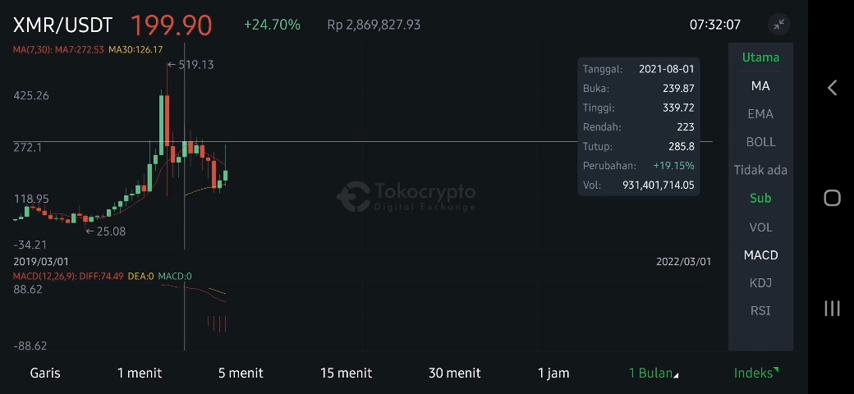 XMR/USDT 199.90 +24.70% Rp 2,869,827.93 07:32:07
MA(7,30): MA7:272.53 MA30:126.17
←519.13
425.26
272.1
118.95
←25.08
-34.21
2019/03/01 2022/03/01
Tanggal: 2021-08-01
Buka: 239.87
Tinggi: 339.72
Rendah: 223
Tutup: 285.8
Perubahan: +19.15%
Vol: 931,401,714.05
Tokocrypto
Digital Exchange
MACD(12,26,9): DIFF:74.49 DEA:0 MACD:0
88.62
-88.62
Utama
MA
EMA
BOLL
Tidak ada
Sub
VOL
MACD
KDJ
RSI
Garis 1 menit 5 menit 15 menit 30 menit 1 jam 1 Bulan Indeks